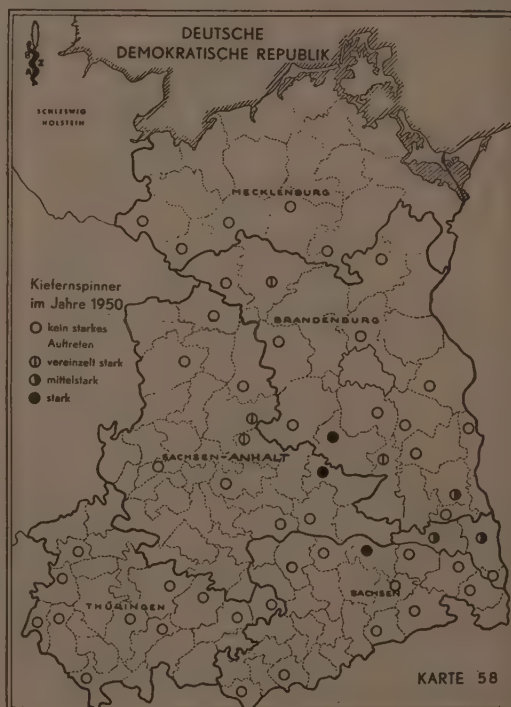 DEUTSCHE
DEMOKRATISCHE REPUBLIK
SCHLESWIG
HOLSTEIN
MECKLENBURG
Kiefernspinner
im Jahre 1950
kein starkes
Auftreten
vereinzelt stark
mittelstark
stark
BRANDENBURG
SACHSEN-ANHALT
THÜRINGEN
SACHSEN
KARTE 58